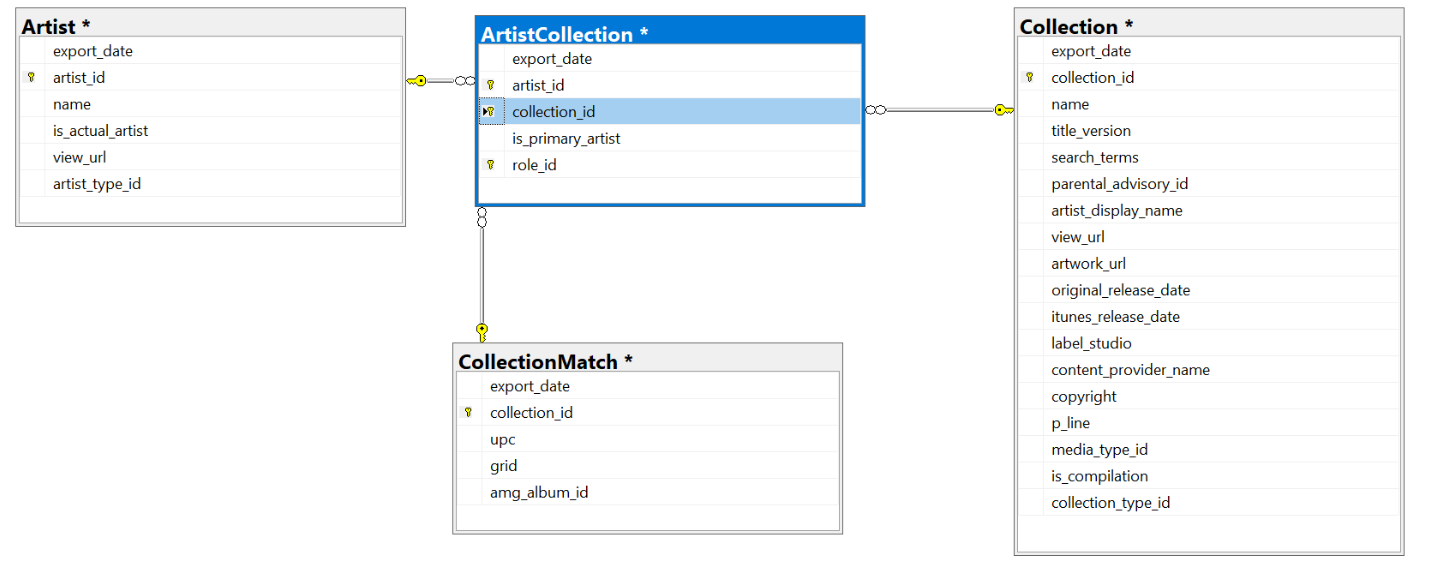 Artist *
export_date
artist_id
name
is_actual_artist
view_url
artist_type_id
ArtistCollection *
export_date
artist_id
collection_id
is_primary_artist
role_id
CollectionMatch *
export_date
collection_id
upc
grid
amg_album_id
Collection *
export_date
collection_id
name
title_version
search_terms
parental_advisory_id
artist_display_name
view_url
artwork_url
original_release_date
itunes_release_date
label_studio
content_provider_name
copyright
p_line
media_type_id
is_compilation
collection_type_id